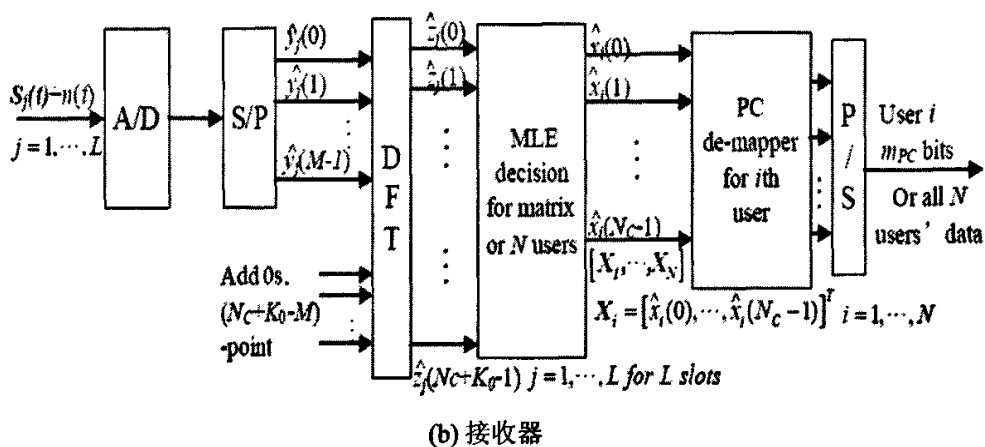 S_j(t)-n(t)
j = 1,···,L
A/D
S/P
ŷ_j(0)
ŷ_j(1)
⋮
ŷ_j(M-1)
Add 0s.
(N_C+K_0-M)
-point
D
F
T
ẑ_j(0)
ẑ_j(1)
⋮
ẑ_j(N_C+K_0-1) j = 1,···,L for L slots
MLE
decision
for matrix
or N users
x̂_i(0)
x̂_i(1)
⋮
x̂_i(N_C-1)
[X_1,···,X_N]
X_i = [x̂_i(0),···,x̂_i(N_C-1)]^T i = 1,···,N
PC
de-mapper
for ith
user
P
/
S
User i
m_PC bits
Or all N
users' data
(b) 接收器